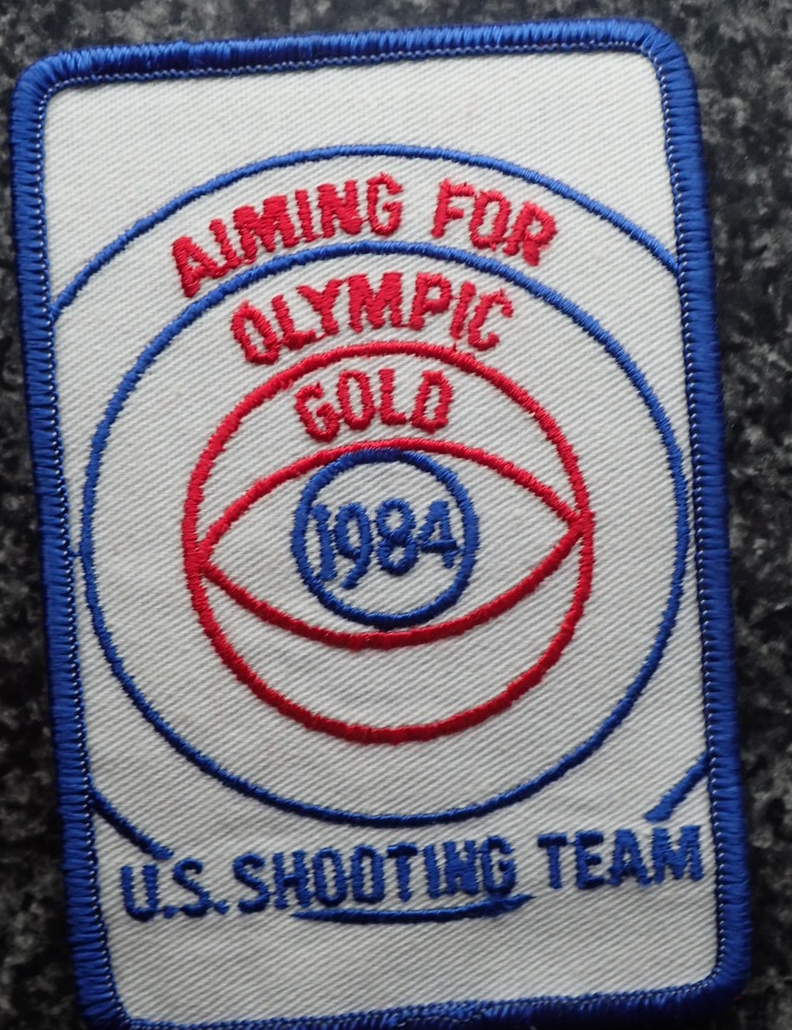 AIMING FOR
OLYMPIC
GOLD
1984
U.S. SHOOTING TEAM